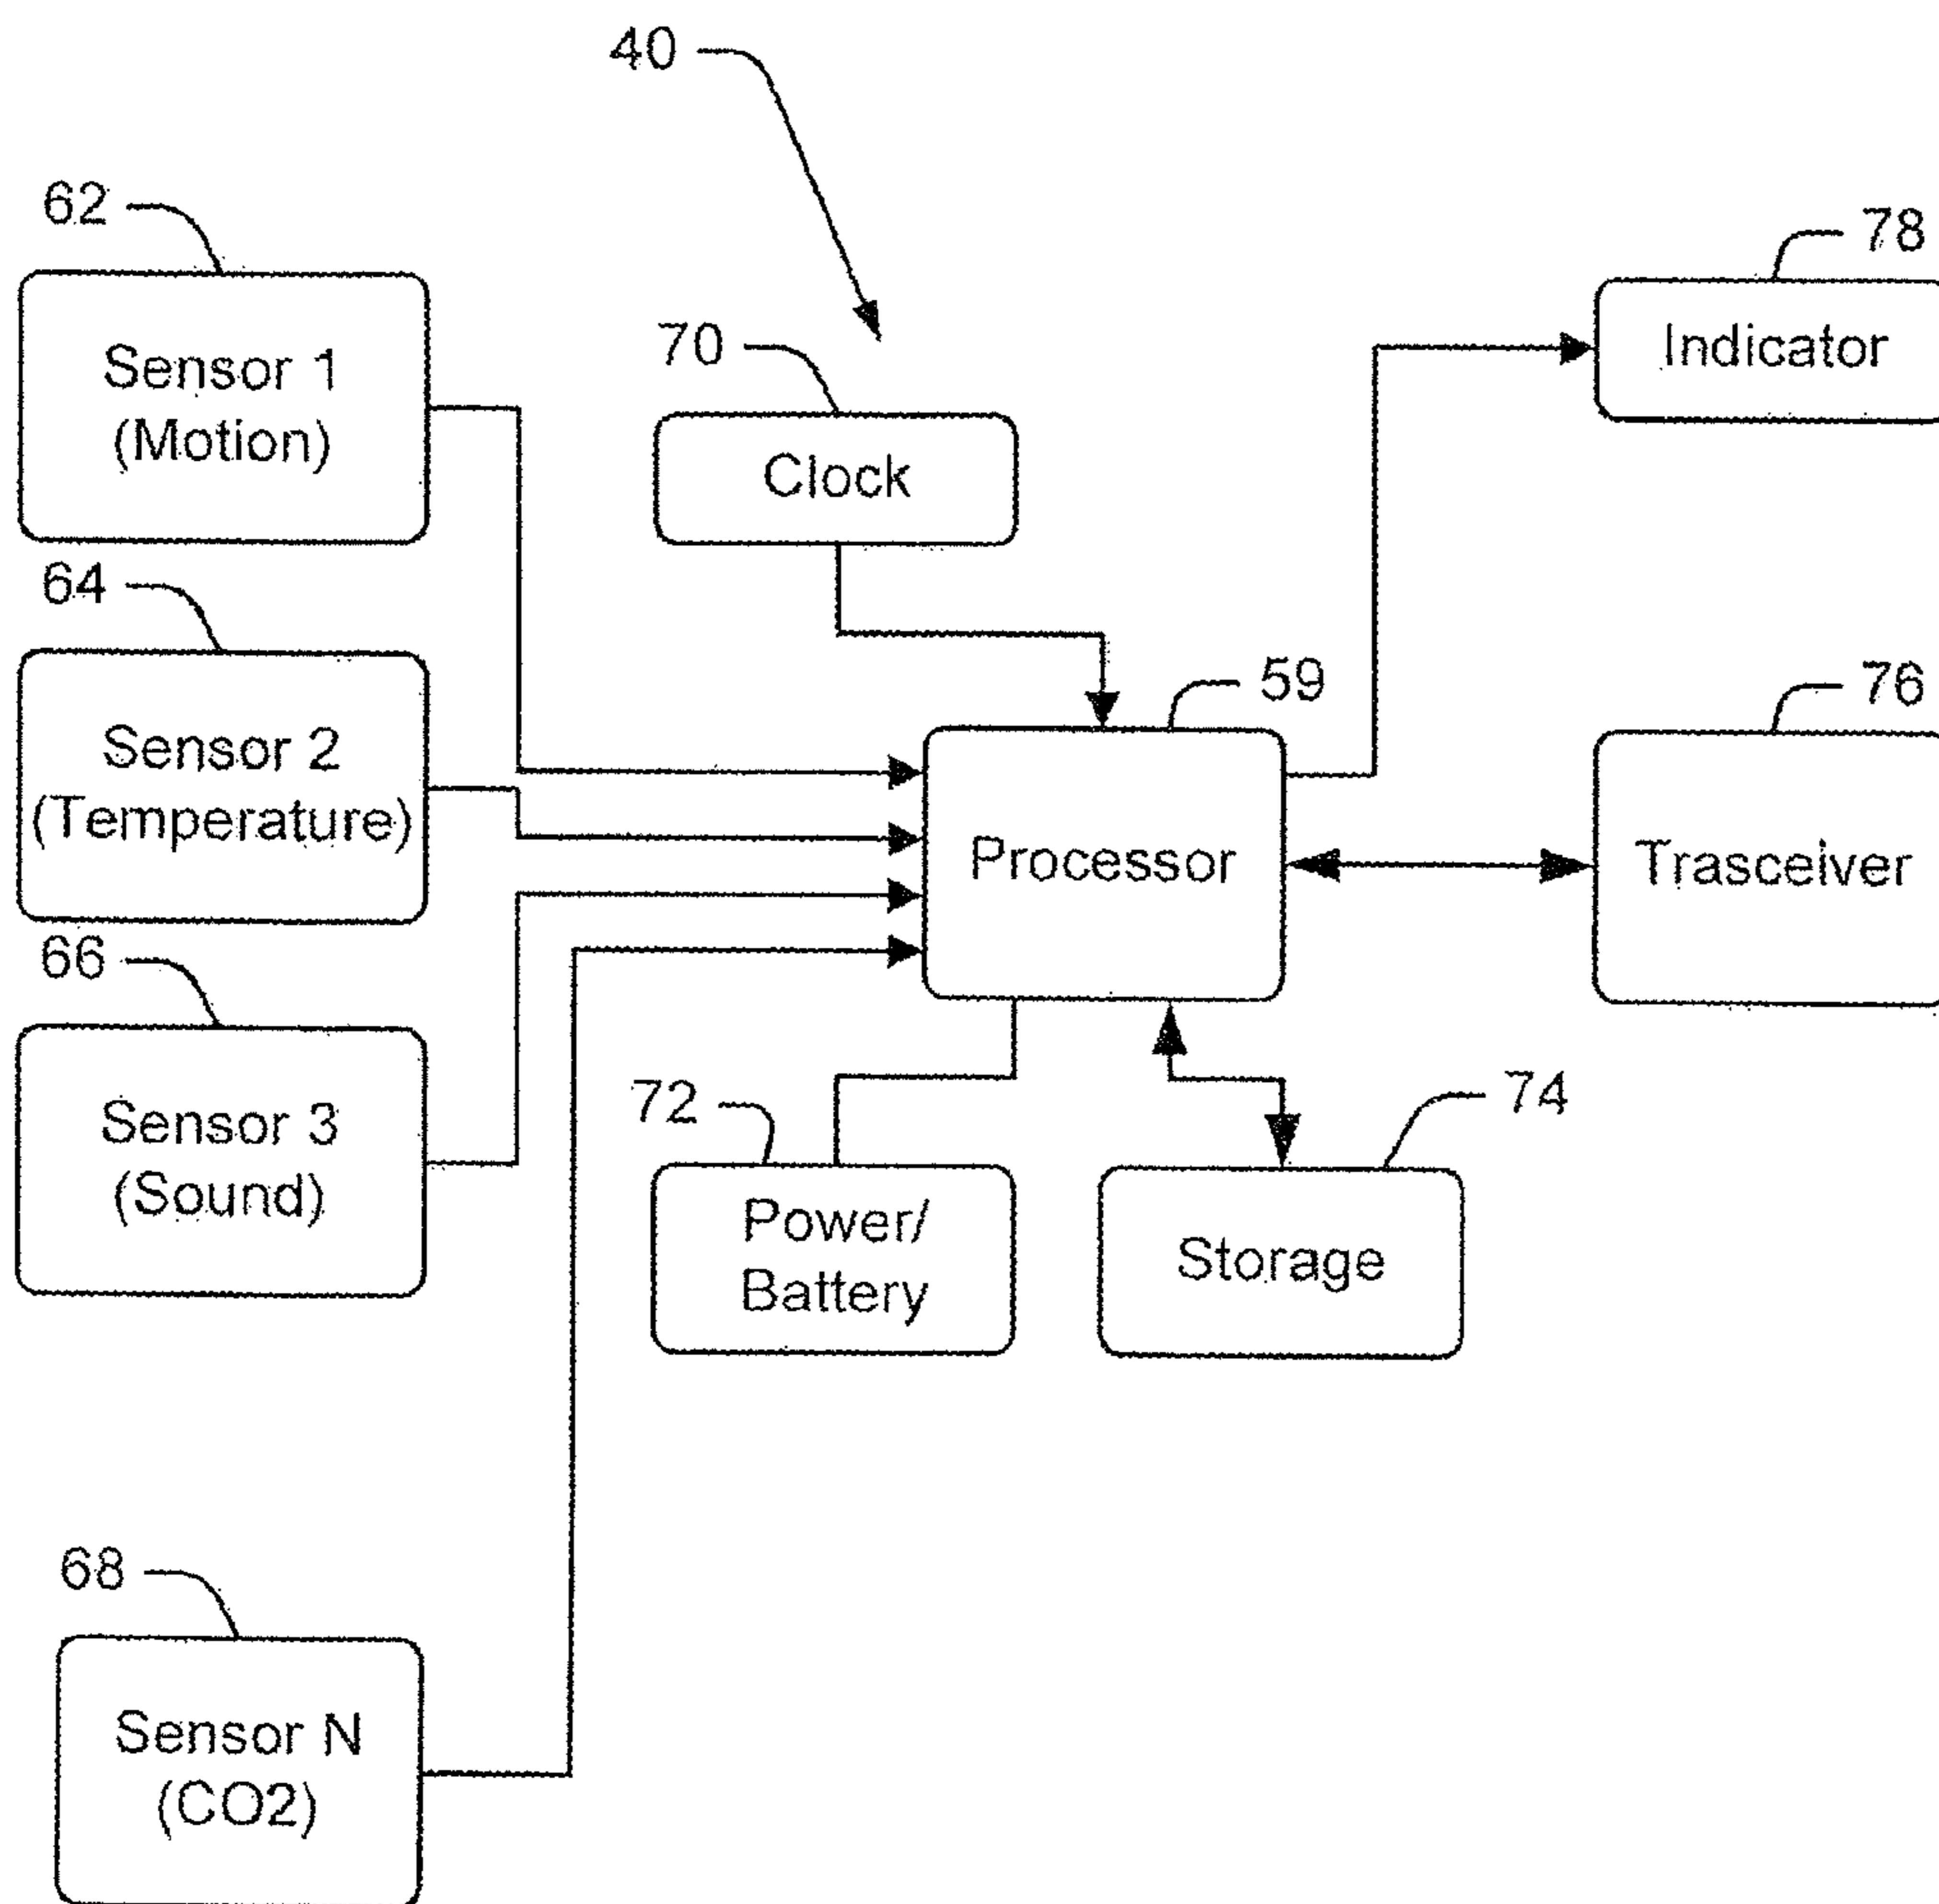 40
62
Sensor 1
(Motion)
78
Indicator
70
Clock
64
Sensor 2
(Temperature)
59
Processor
76
Trasceiver
66
Sensor 3
(Sound)
72
Power/
Battery
74
Storage
68
Sensor N
(CO2)